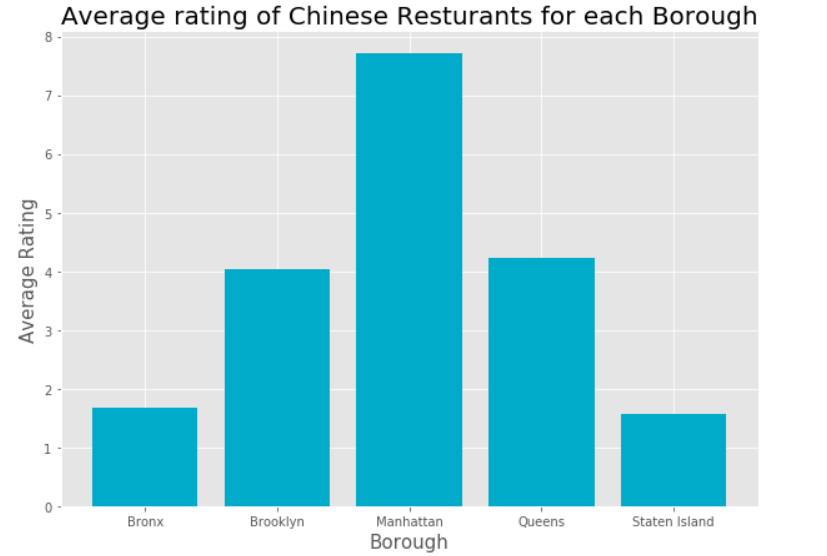 Average rating of Chinese Resturants for each Borough
8
7
6
5
4
3
2
1
0
Average Rating
Bronx Brooklyn Manhattan Queens Staten Island
Borough